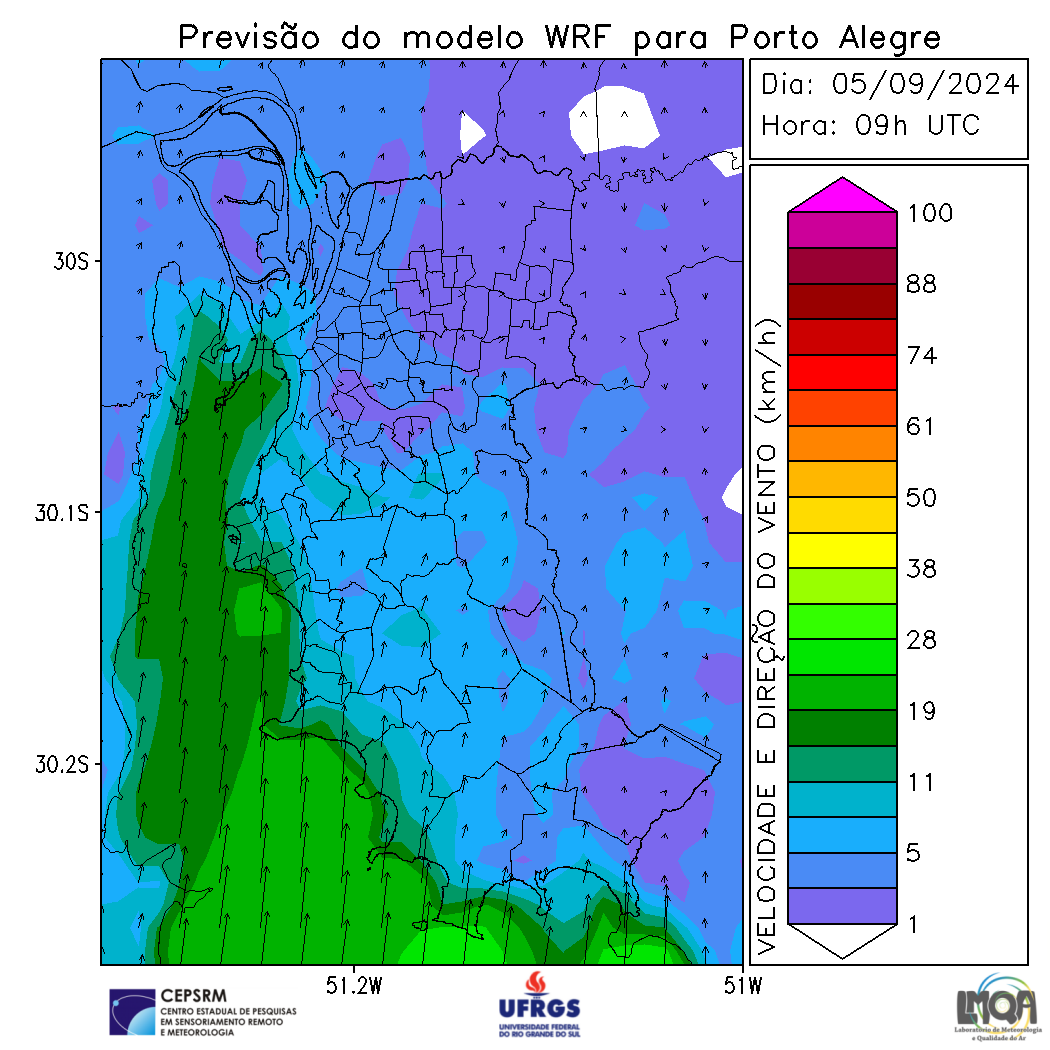 Previsão do modelo WRF para Porto Alegre
Dia: 05/09/2024
Hora: 09h UTC
30S
30.1S
30.2S
51.2W
51W
VELOCIDADE E DIREÇÃO DO VENTO (km/h)
100
88
74
61
50
38
28
19
11
5
1
CEPSRM
CENTRO ESTADUAL DE PESQUISAS
EM SENSORIAMENTO REMOTO
E METEOROLOGIA
UFRGS
UNIVERSIDADE FEDERAL
DO RIO GRANDE DO SUL
LMQA
Laboratório de Meteorologia
e Qualidade do Ar